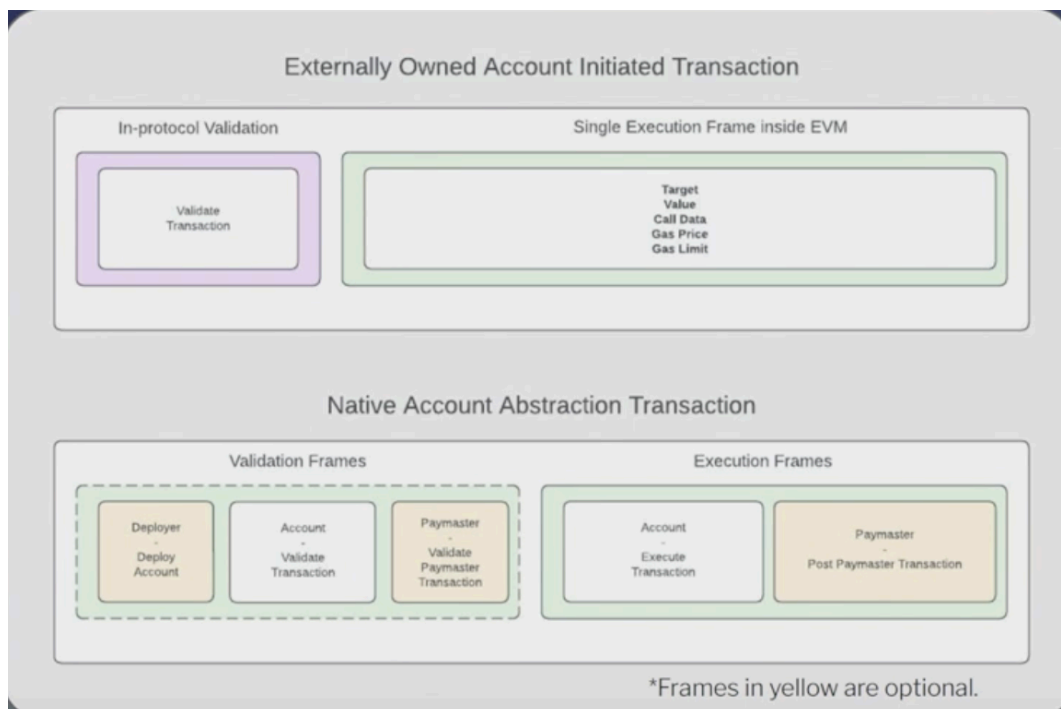 Externally Owned Account Initiated Transaction
In-protocol Validation
Single Execution Frame inside EVM
Validate
Transaction
Target
Value
Call Data
Gas Price
Gas Limit
Native Account Abstraction Transaction
Validation Frames
Execution Frames
Deployer
-
Deploy
Account
Account
-
Validate
Transaction
Paymaster
-
Validate
Paymaster
Transaction
Account
-
Execute
Transaction
Paymaster
-
Post Paymaster Transaction
*Frames in yellow are optional.